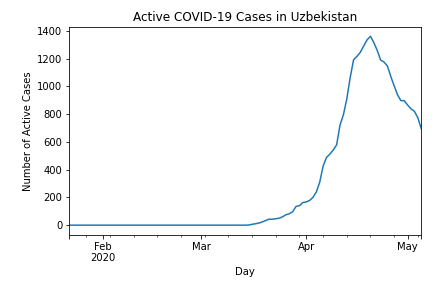 Active COVID-19 Cases in Uzbekistan
Number of Active Cases
1400
1200
1000
800
600
400
200
0
Feb
2020
Mar
Apr
May
Day